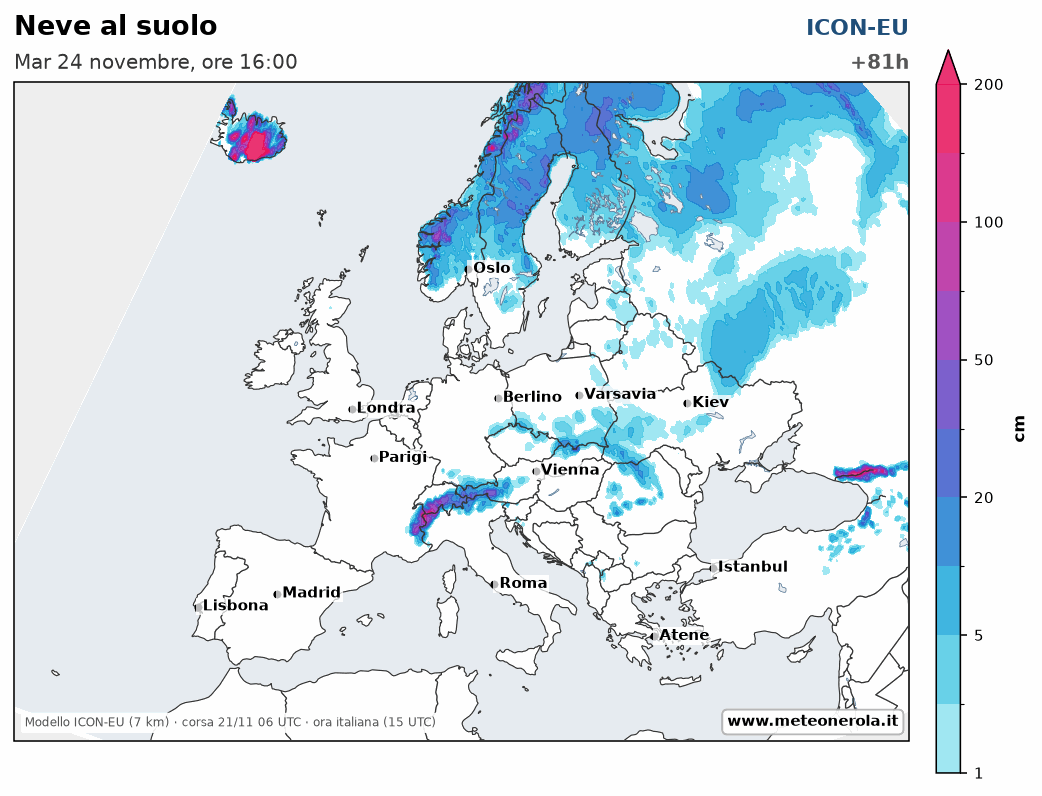 Neve al suolo
ICON-EU
Mar 24 novembre, ore 16:00
+81h
200
100
50
20
5
1
cm
Oslo
Berlino
Varsavia
Kiev
Londra
Parigi
Vienna
Istanbul
Roma
Madrid
Lisbona
Atene
Modello ICON-EU (7 km) · corsa 21/11 06 UTC · ora italiana (15 UTC)
www.meteonerola.it